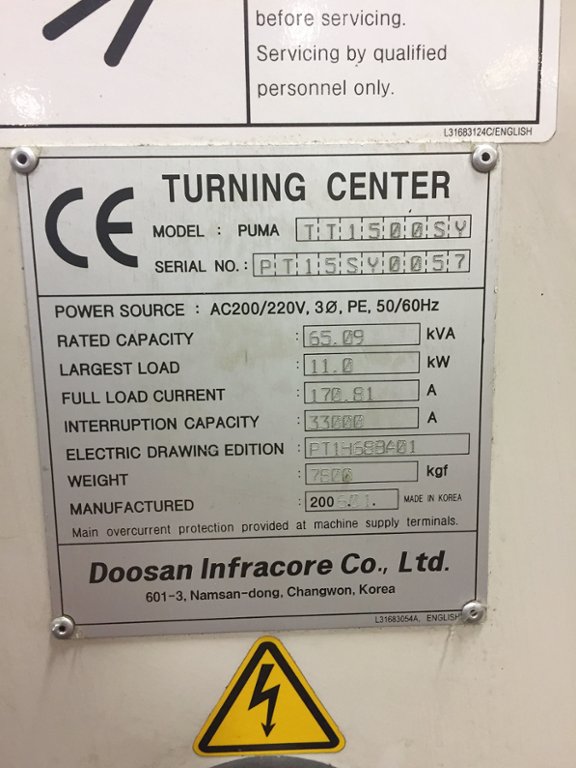 before servicing.
Servicing by qualified
personnel only.
L31683124C/ENGLISH
CE TURNING CENTER
MODEL : PUMA TT1500SY
SERIAL NO. : PT15SY0057
POWER SOURCE : AC200/220V, 3Ø, PE, 50/60Hz
RATED CAPACITY : 65.09 kVA
LARGEST LOAD : 11.0 kW
FULL LOAD CURRENT : 170.81 A
INTERRUPTION CAPACITY : 33000 A
ELECTRIC DRAWING EDITION :
WEIGHT : 7500 kgf
MANUFACTURED : 2006.01. MADE IN KOREA
Main overcurrent protection provided at machine supply terminals.
Doosan Infracore Co., Ltd.
601-3, Namsan-dong, Changwon, Korea
L31683054A, ENGLISH